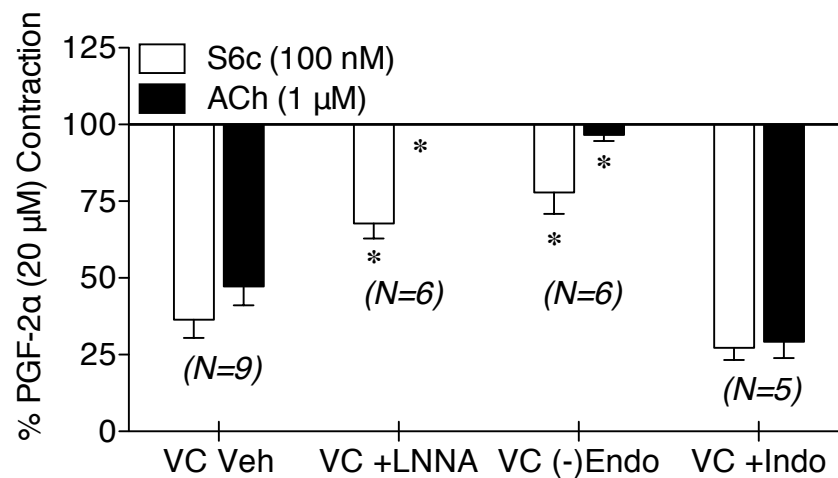 % PGF-2α (20 µM) Contraction
125
100
75
50
25
0
S6c (100 nM)
ACh (1 µM)
*
*
*
*
(N=9)
(N=6)
(N=6)
(N=5)
VC Veh
VC +LNNA
VC (-)Endo
VC +Indo